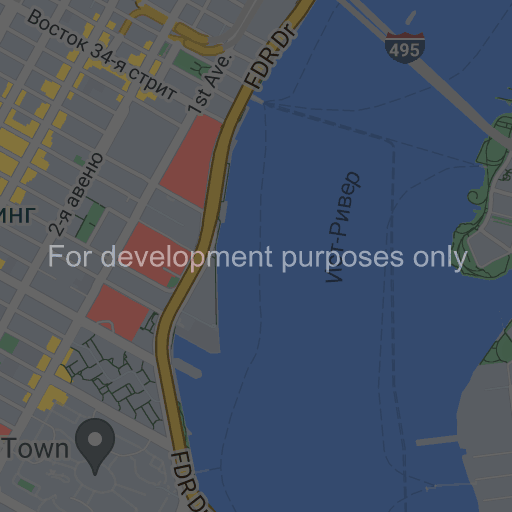 Восток 34-я стрит
1st Ave.
FDR Dr
495
2-я авеню
ИНГ
Ист-Ривер
For development purposes only
Town
FDR Dr